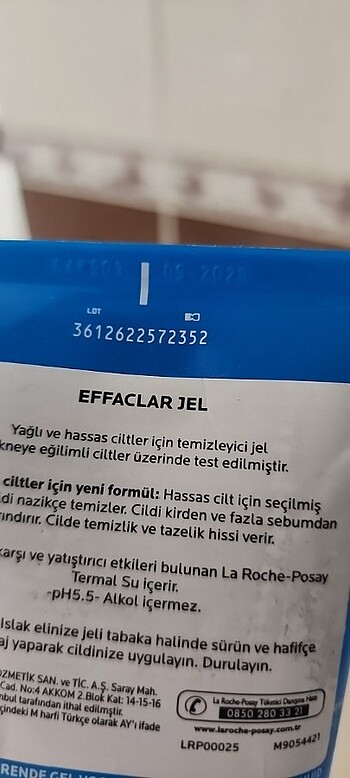 LOT
3612622572352
EFFACLAR JEL
Yağlı ve hassas ciltler için temizleyici jel
kneye eğilimli ciltler üzerinde test edilmiştir.
ciltler için yeni formül: Hassas cilt için seçilmiş
di nazikçe temizler. Cildi kirden ve fazla sebumdan
rındırır. Cilde temizlik ve tazelik hissi verir.
karşı ve yatıştırıcı etkileri bulunan La Roche-Posay
Termal Su içerir.
-pH5.5- Alkol içermez.
Islak elinize jeli tabaka halinde sürün ve hafifçe
aj yaparak cildinize uygulayın. Durulayın.
OZMETİK SAN. ve TİC. A.Ş. Saray Mah.
Cad. No:4 AKKOM 2.Blok Kat: 14-15-16
nbul tarafından ithal edilmiştir.
çindeki M harfi Türkçe olarak AY'ı ifade
La Roche-Posay Tüketici Danışma Hattı
0850 280 33 21
www.laroche-posay.com.tr
LRP00025 M9054421